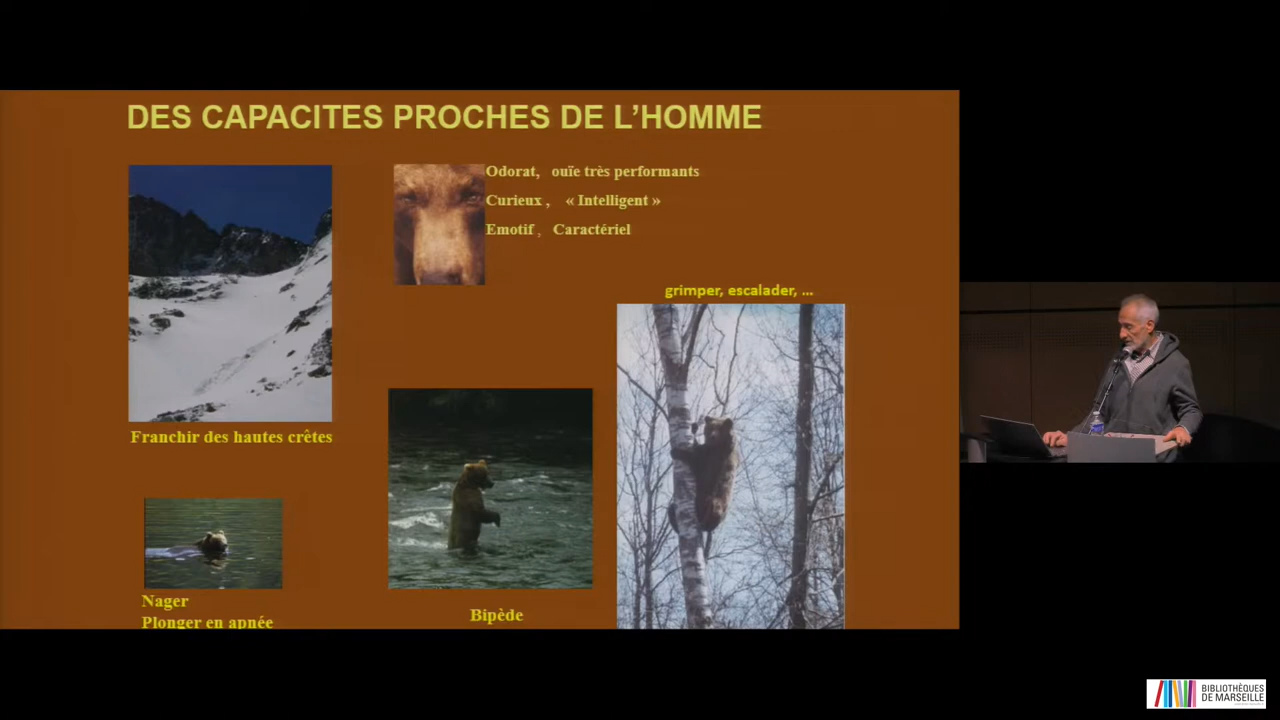 DES CAPACITES PROCHES DE L'HOMME
Odorat, ouïe très performants
Curieux , « Intelligent »
Emotif , Caractériel
grimper, escalader, ...
Franchir des hautes crêtes
Nager
Plonger en apnée
Bipède
BIBLIOTHÈQUES
DE MARSEILLE